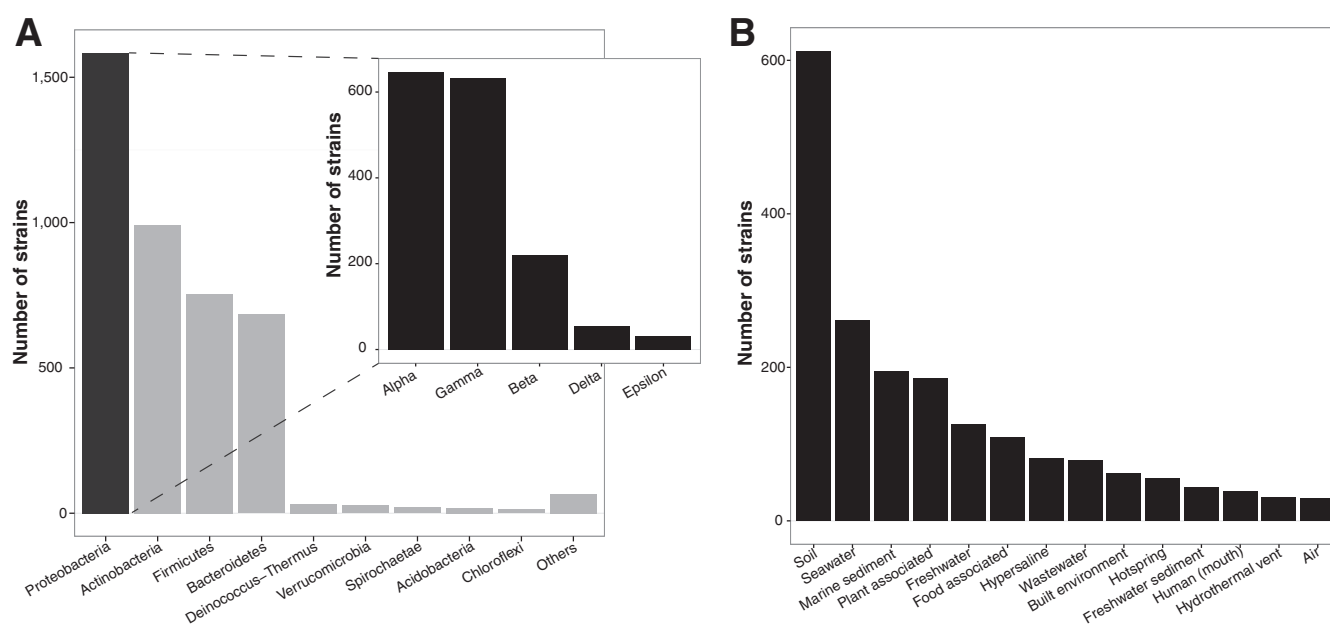 A
Number of strains
1,500
1,000
500
0
Proteobacteria
Actinobacteria
Firmicutes
Bacteroidetes
Deinococcus–Thermus
Verrucomicrobia
Spirochaetae
Acidobacteria
Chloroflexi
Others
Number of strains
600
400
200
0
Alpha
Gamma
Beta
Delta
Epsilon
B
Number of strains
600
400
200
0
Soil
Seawater
Marine sediment
Plant associated
Freshwater
Food associated
Hypersaline
Wastewater
Built environment
Hotspring
Freshwater sediment
Human (mouth)
Hydrothermal vent
Air